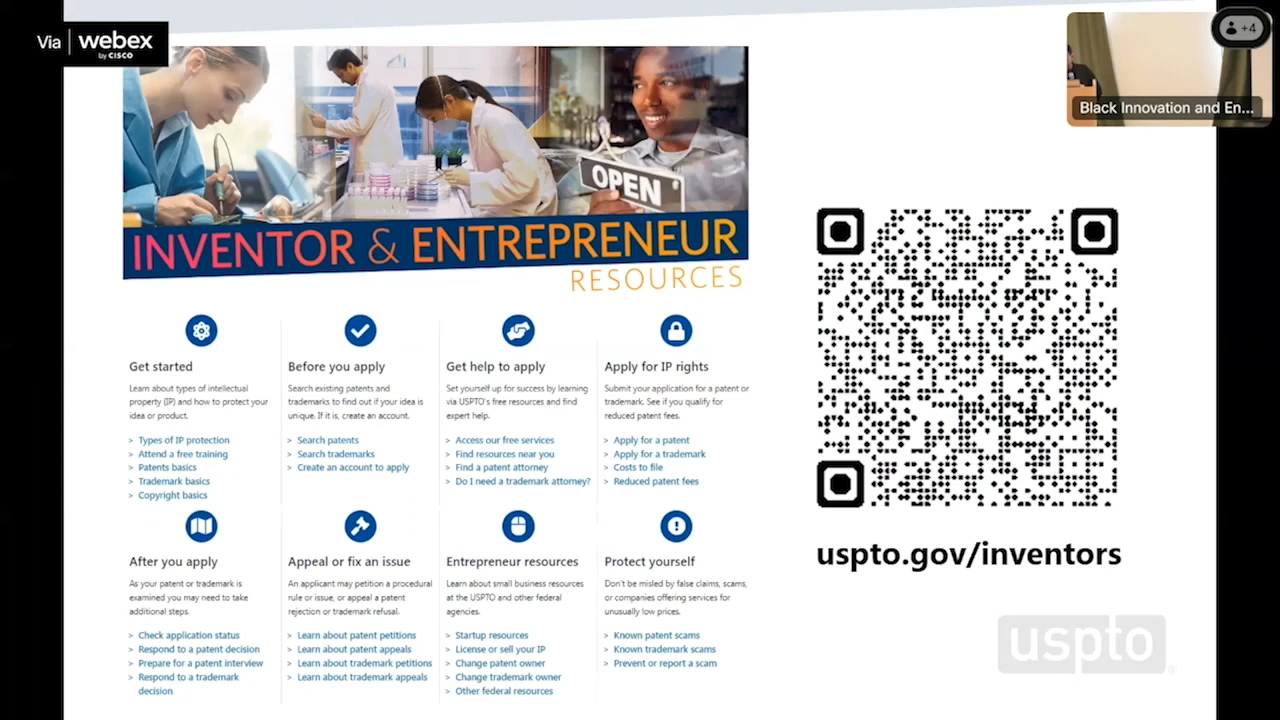 Via webex
by CISCO
+4
Black Innovation and En...
OPEN
INVENTOR & ENTREPRENEUR
RESOURCES
Get started
Learn about types of intellectual
property (IP) and how to protect your
idea or product.
> Types of IP protection
> Attend a free training
> Patents basics
> Trademark basics
> Copyright basics
Before you apply
Search existing patents and
trademarks to find out if your idea is
unique. If it is, create an account.
> Search patents
> Search trademarks
> Create an account to apply
Get help to apply
Set yourself up for success by learning
via USPTO's free resources and find
expert help.
> Access our free services
> Find resources near you
> Find a patent attorney
> Do I need a trademark attorney?
Apply for IP rights
Submit your application for a patent or
trademark. See if you qualify for
reduced patent fees.
> Apply for a patent
> Apply for a trademark
> Costs to file
> Reduced patent fees
After you apply
As your patent or trademark is
examined you may need to take
additional steps.
> Check application status
> Respond to a patent decision
> Prepare for a patent interview
> Respond to a trademark
decision
Appeal or fix an issue
An applicant may petition a procedural
rule or issue, or appeal a patent
rejection or trademark refusal.
> Learn about patent petitions
> Learn about patent appeals
> Learn about trademark petitions
> Learn about trademark appeals
Entrepreneur resources
Learn about small business resources
at the USPTO and other federal
agencies.
> Startup resources
> License or sell your IP
> Change patent owner
> Change trademark owner
> Other federal resources
Protect yourself
Don't be misled by false claims, scams,
or companies offering services for
unusually low prices.
> Known patent scams
> Known trademark scams
> Prevent or report a scam
uspto.gov/inventors
uspto